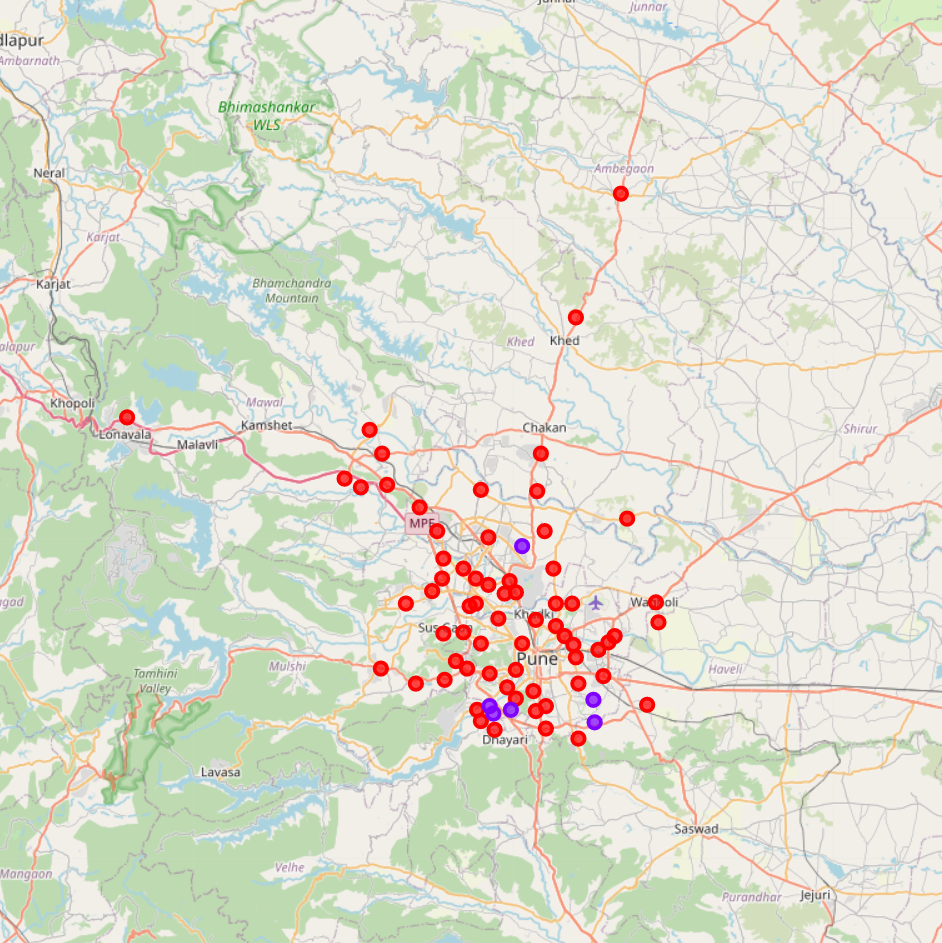 Junnar
Junnar
dlapur
Ambarnath
Bhimashankar
WLS
Ambegaon
Neral
Karjat
Karjat
Bhamchandra
Mountain
Khed
Khed
alapur
Khopoli
Mawal
Kamshet
Lonavala
Malavli
Chakan
Shirur
MPE
gad
Khadki
Wagholi
Sus Gaon
Pune
Mulshi
Haveli
Tamhini
Valley
Dhayari
Lavasa
Saswad
Velhe
Mangaon
Purandhar
Jejuri